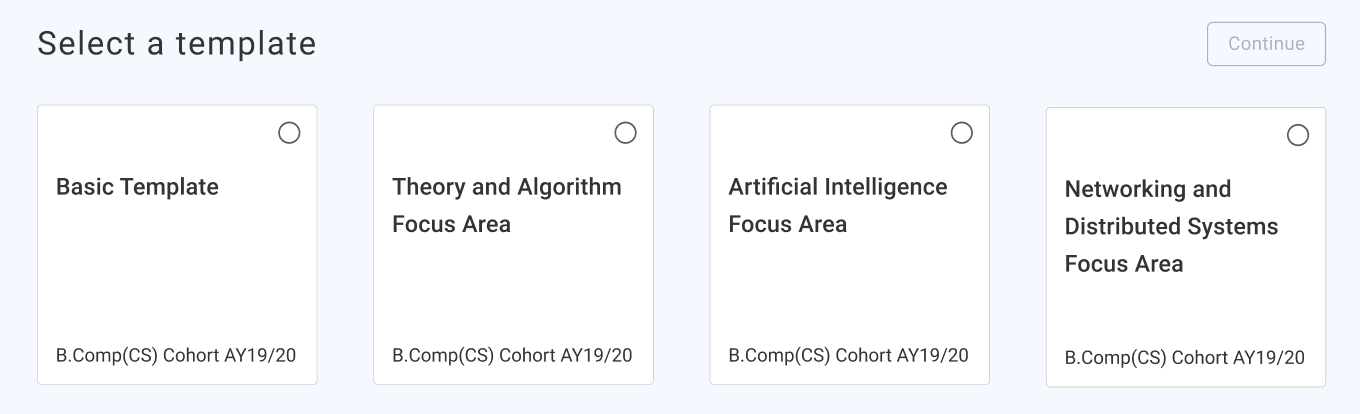 Select a template
Continue
Basic Template
B.Comp(CS) Cohort AY19/20
Theory and Algorithm
Focus Area
B.Comp(CS) Cohort AY19/20
Artificial Intelligence
Focus Area
B.Comp(CS) Cohort AY19/20
Networking and
Distributed Systems
Focus Area
B.Comp(CS) Cohort AY19/20